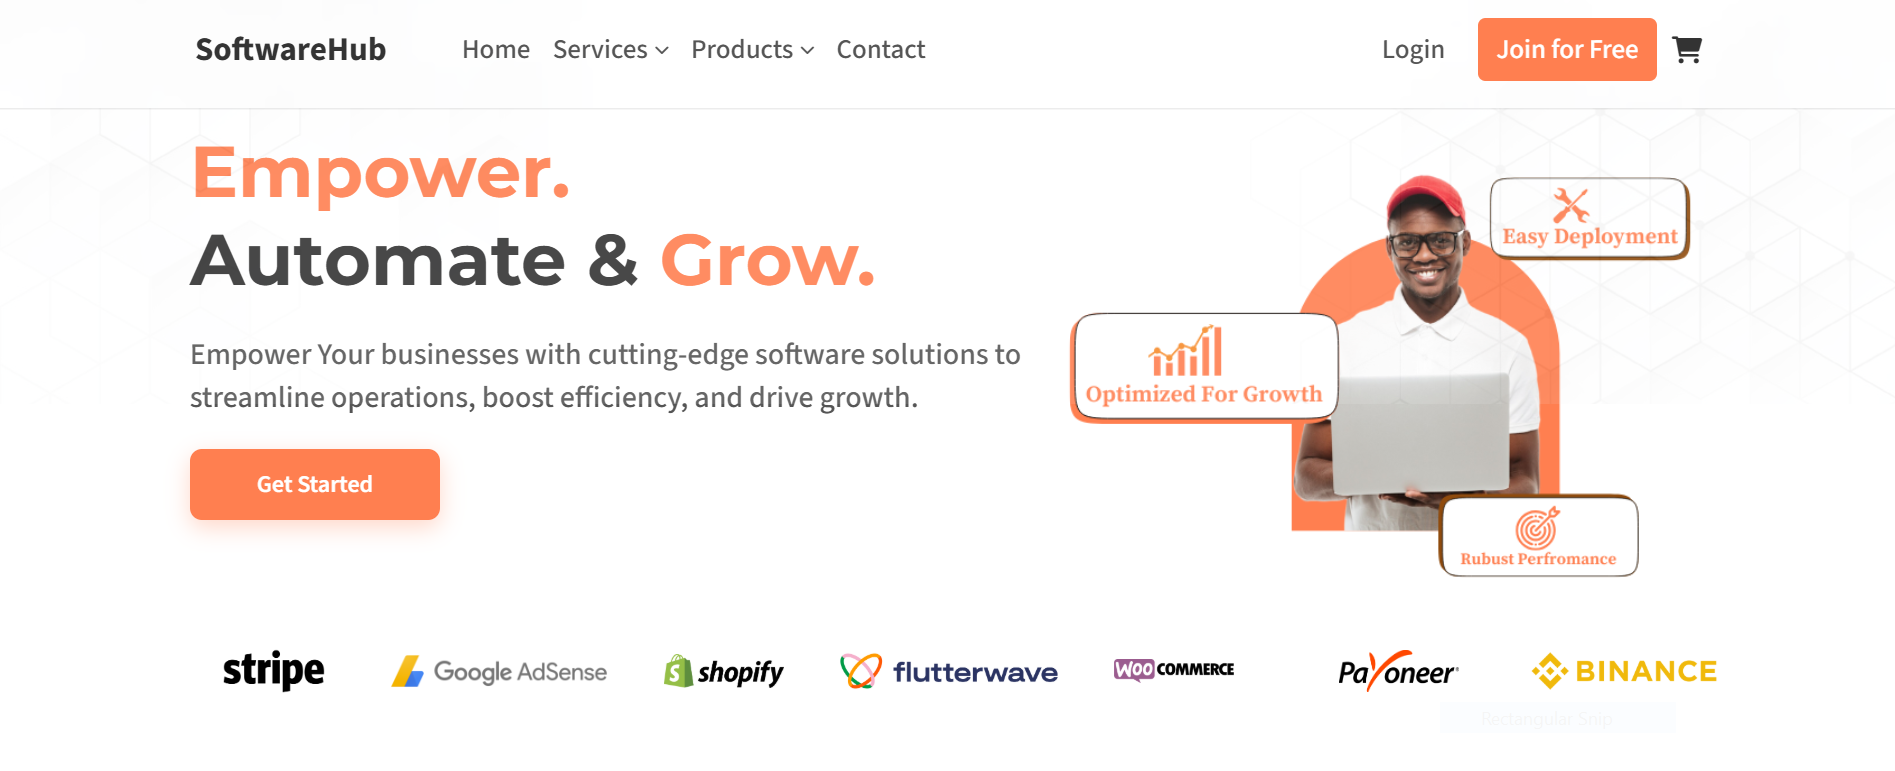 SoftwareHub Home Services Products Contact Login Join for Free
Empower.
Automate & Grow.
Empower Your businesses with cutting-edge software solutions to
streamline operations, boost efficiency, and drive growth.
Get Started
Easy Deployment
Optimized For Growth
Rubust Perfromance
stripe Google AdSense shopify flutterwave WOO COMMERCE Payoneer BINANCE
Rectangular Snip